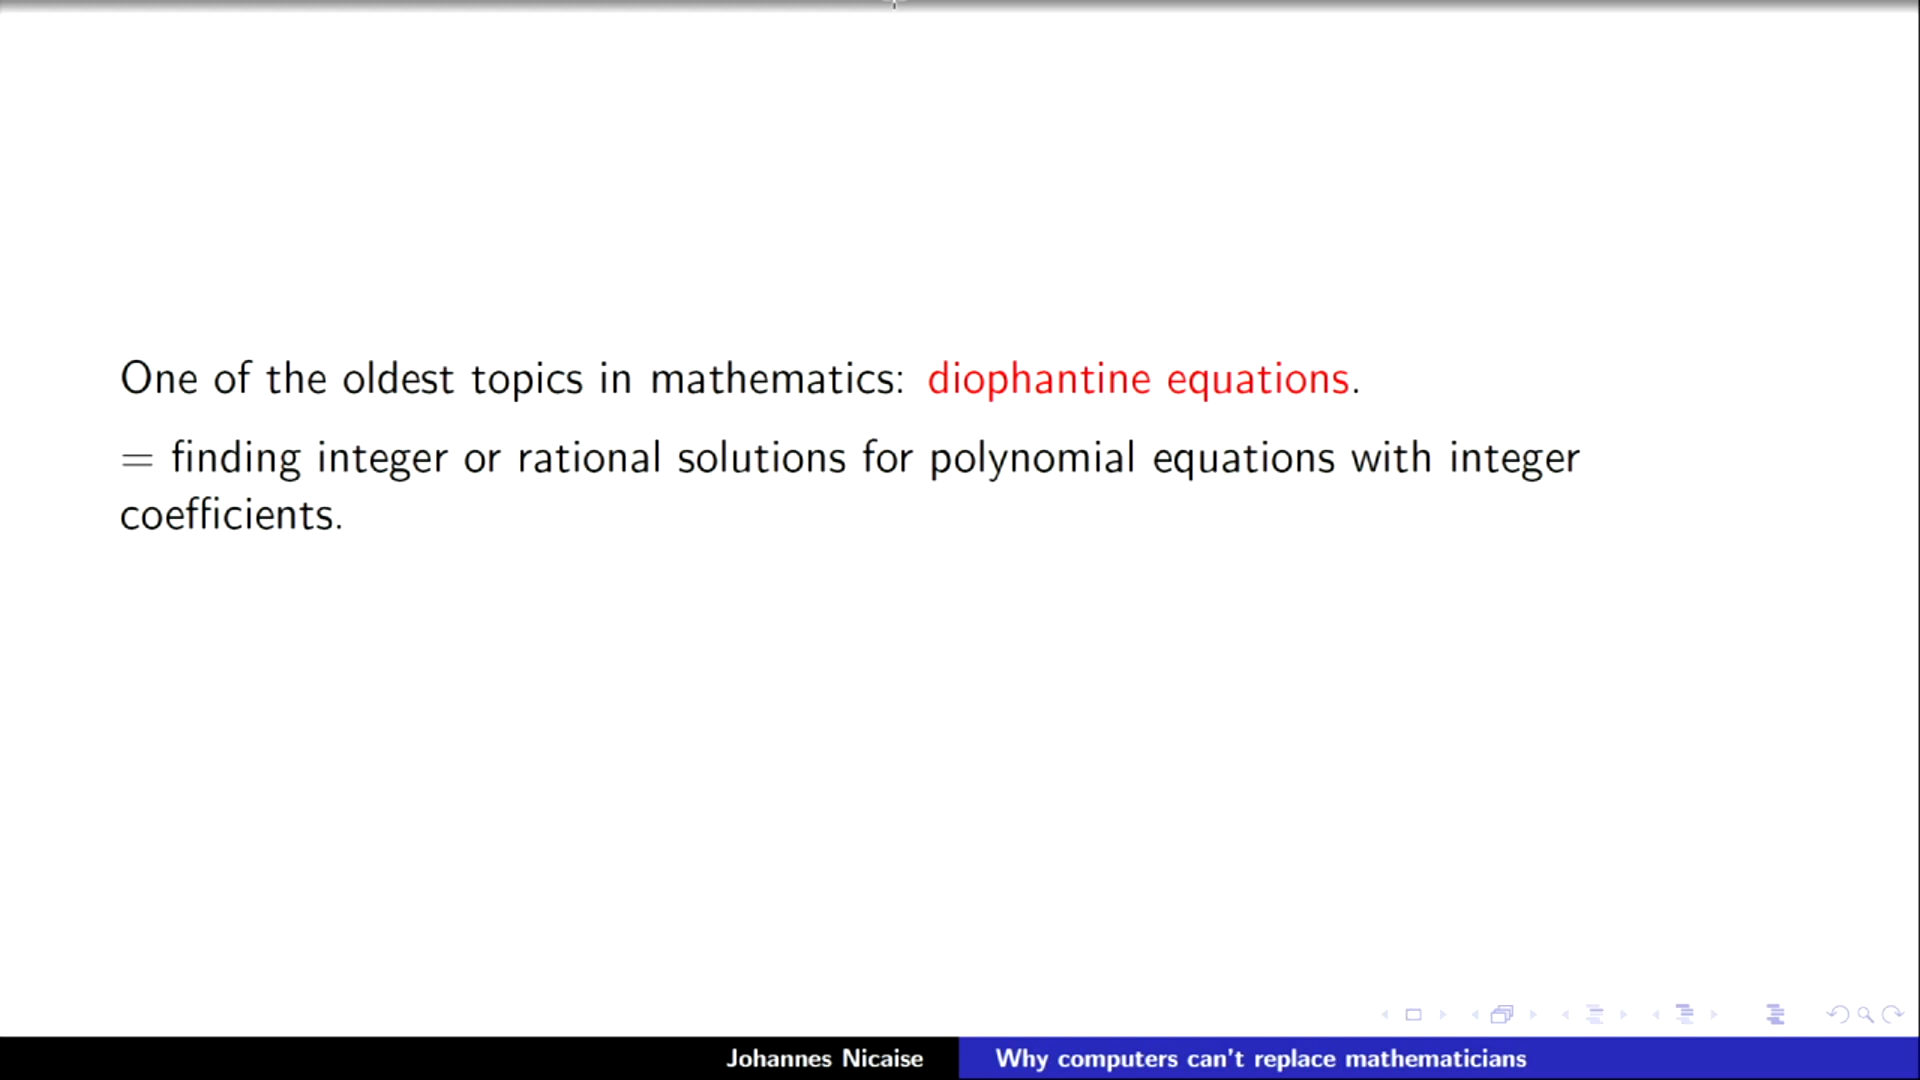 One of the oldest topics in mathematics: diophantine equations.
= finding integer or rational solutions for polynomial equations with integer
coefficients.
Johannes Nicaise
Why computers can't replace mathematicians